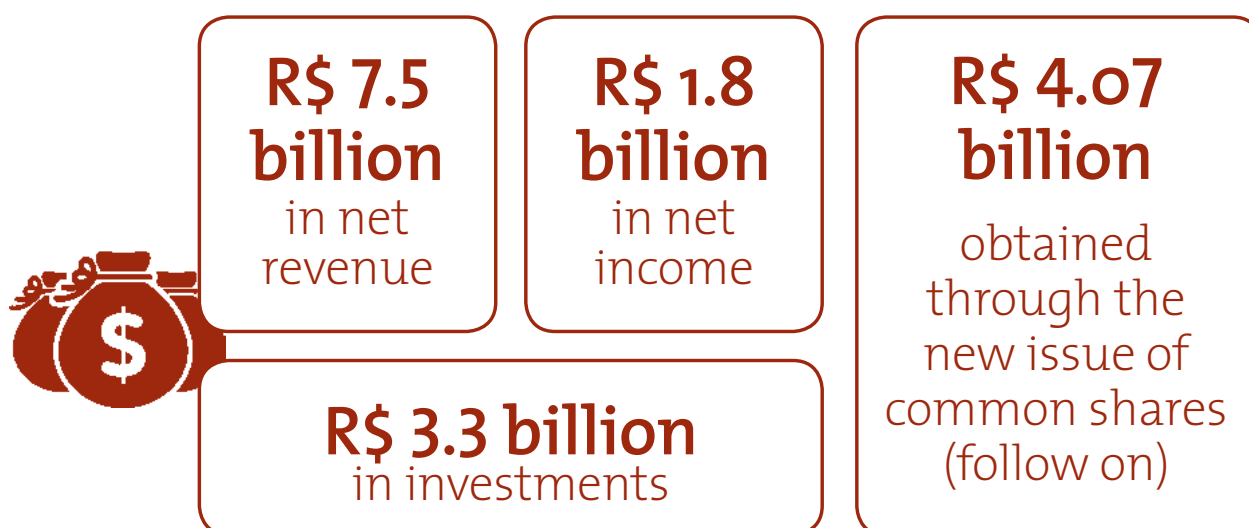 R$ 7.5
billion
in net
revenue
R$ 1.8
billion
in net
income
R$ 4.07
billion
obtained
through the
new issue of
common shares
(follow on)
$
R$ 3.3 billion
in investments